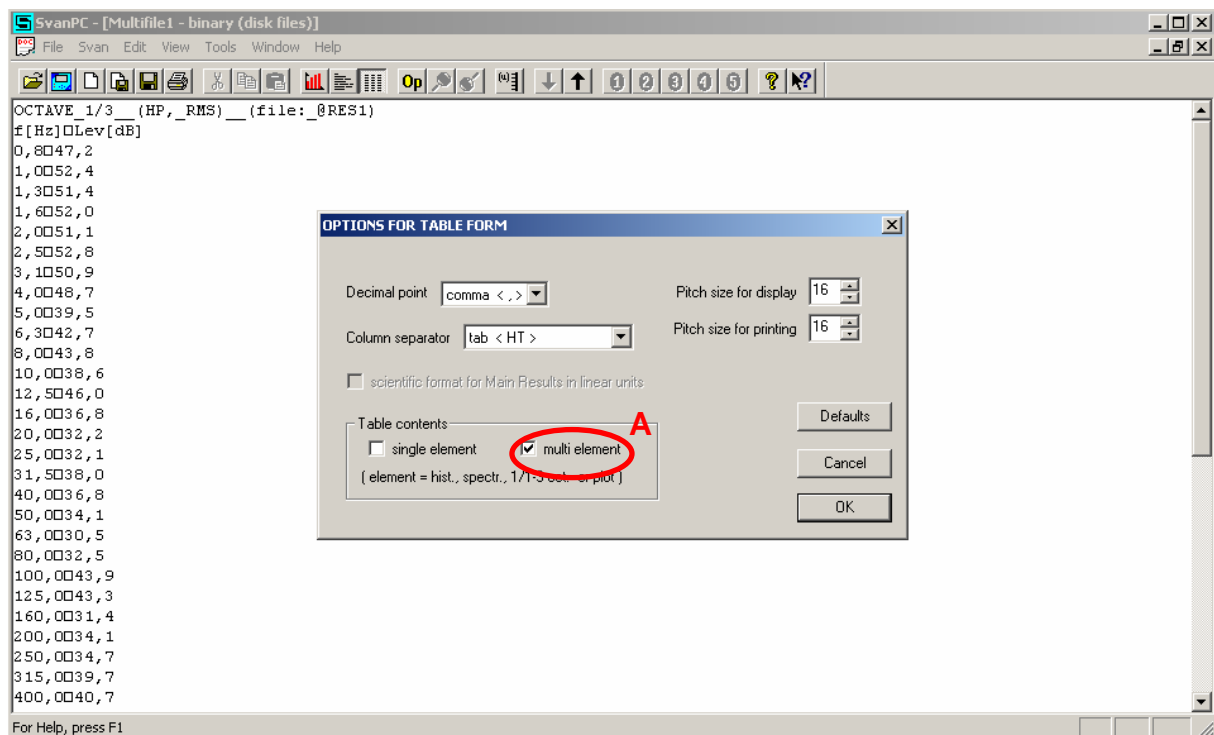 SvanPC - [Multifile1 - binary (disk files)]
File Svan Edit View Tools Window Help
Op
OCTAVE_1/3__(HP,_RMS)__(file:_@RES1)
f[Hz]□Lev[dB]
0,8□47,2
1,0□52,4
1,3□51,4
1,6□52,0
2,0□51,1
2,5□52,8
3,1□50,9
4,0□48,7
5,0□39,5
6,3□42,7
8,0□43,8
10,0□38,6
12,5□46,0
16,0□36,8
20,0□32,2
25,0□32,1
31,5□38,0
40,0□36,8
50,0□34,1
63,0□30,5
80,0□32,5
100,0□43,9
125,0□43,3
160,0□31,4
200,0□34,1
250,0□34,7
315,0□39,7
400,0□40,7
OPTIONS FOR TABLE FORM
Decimal point comma < , >
Pitch size for display 16
Column separator tab < HT >
Pitch size for printing 16
scientific format for Main Results in linear units
Table contents
A
single element multi element
( element = hist., spectr., 1/1-3 oct. or plot )
Defaults
Cancel
OK
For Help, press F1